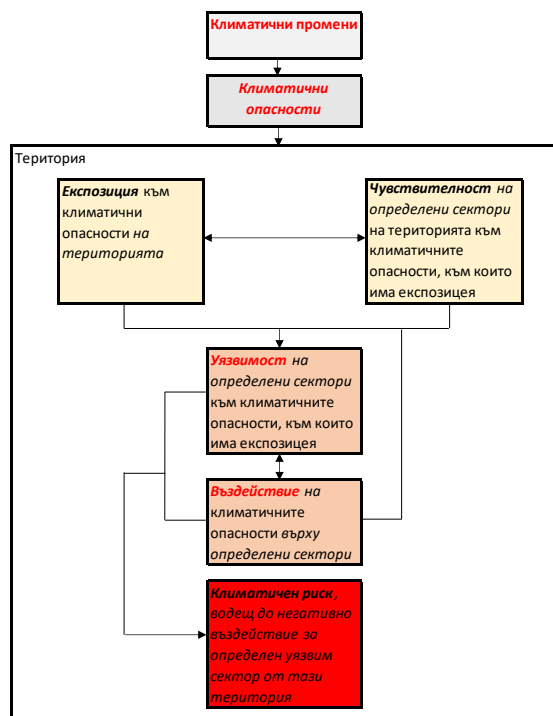 Климатични промени
Климатични
опасности
Територия
Експозиция към
климатични
опасности на
територията
Чувствителност на
определени сектори
на територията към
климатичните
опасности, към които
има експозицея
Уязвимост на
определени сектори
към климатичните
опасности, към които
има експозицея
Въздействие на
климатичните
опасности върху
определени сектори
Климатичен риск,
водещ до негативно
въздействие за
определен уязвим
сектор от тази
територия